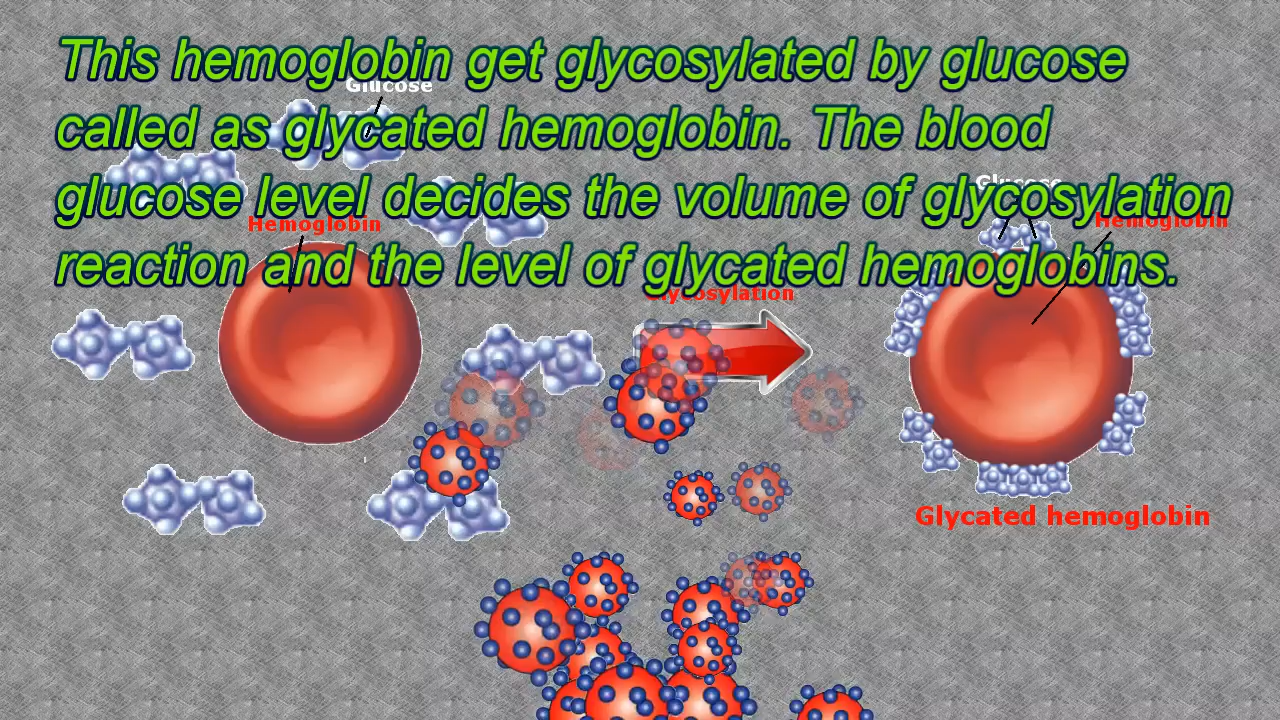 This hemoglobin get glycosylated by glucose
called as glycated hemoglobin. The blood
glucose level decides the volume of glycosylation
reaction and the level of glycated hemoglobins.
Glucose
Hemoglobin
Glycosylation
Glucose
Hemoglobin
Glycated hemoglobin